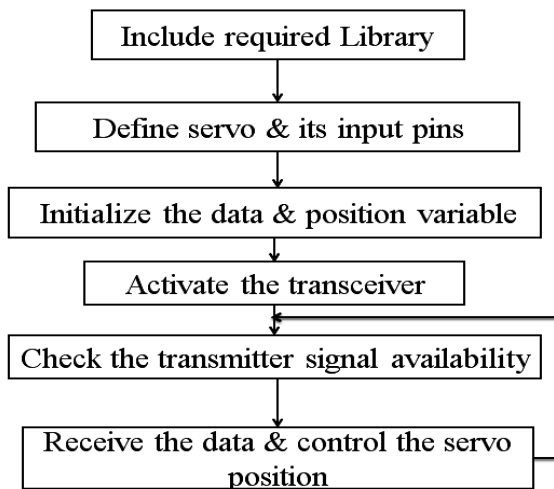 Include required Library
Define servo & its input pins
Initialize the data & position variable
Activate the transceiver
Check the transmitter signal availability
Receive the data & control the servo
position